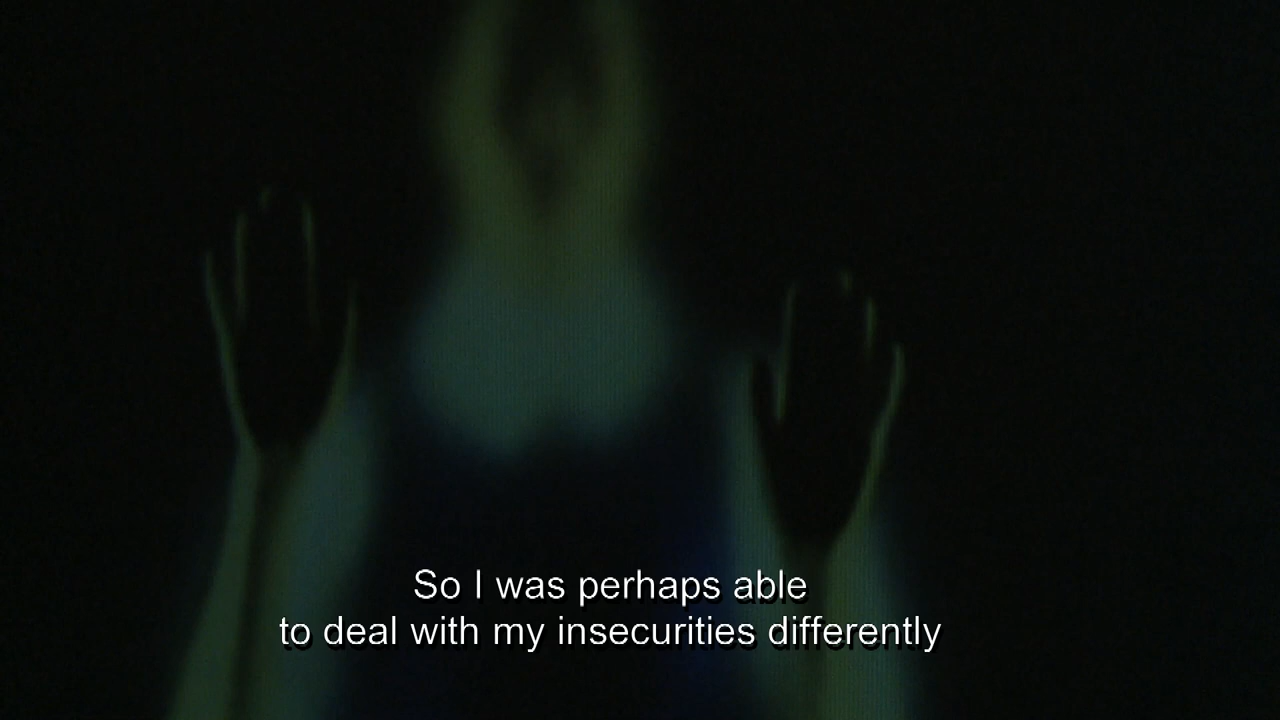 So I was perhaps able
to deal with my insecurities differently